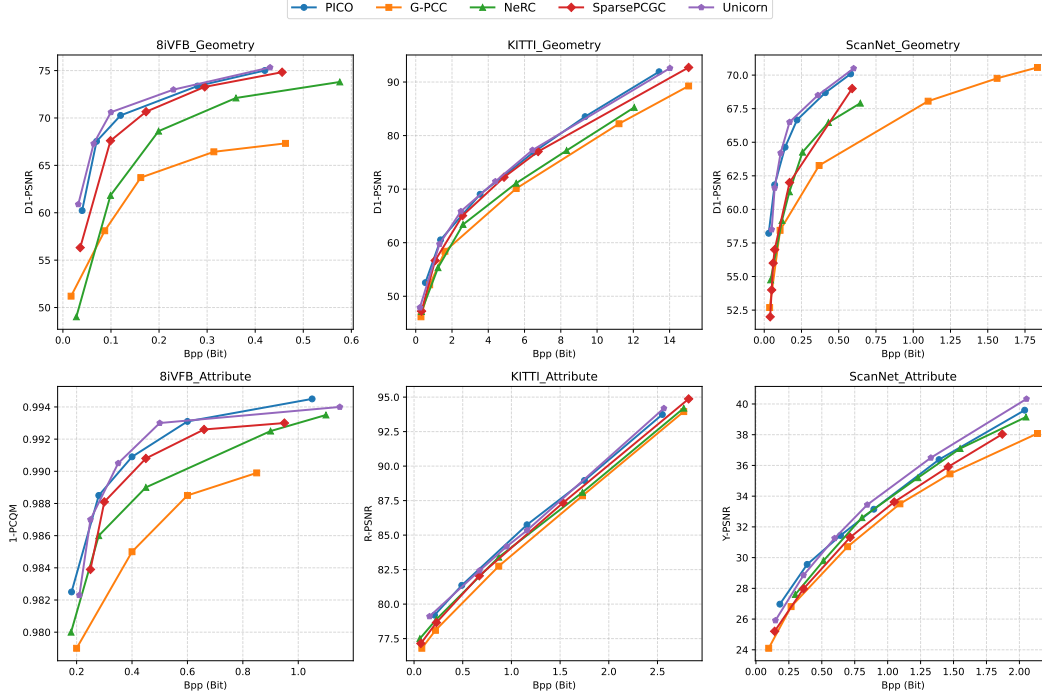 PICO G-PCC NeRC SparsePCGC Unicorn
8iVFB_Geometry
D1-PSNR
75
70
65
60
55
50
0.0 0.1 0.2 0.3 0.4 0.5 0.6
Bpp (Bit)
KITTI_Geometry
D1-PSNR
90
80
70
60
50
0 2 4 6 8 10 12 14
Bpp (Bit)
ScanNet_Geometry
D1-PSNR
70.0
67.5
65.0
62.5
60.0
57.5
55.0
52.5
0.00 0.25 0.50 0.75 1.00 1.25 1.50 1.75
Bpp (Bit)
8iVFB_Attribute
1-PCQM
0.994
0.992
0.990
0.988
0.986
0.984
0.982
0.980
0.2 0.4 0.6 0.8 1.0
Bpp (Bit)
KITTI_Attribute
R-PSNR
95.0
92.5
90.0
87.5
85.0
82.5
80.0
77.5
0.0 0.5 1.0 1.5 2.0 2.5
Bpp (Bit)
ScanNet_Attribute
Y-PSNR
40
38
36
34
32
30
28
26
24
0.00 0.25 0.50 0.75 1.00 1.25 1.50 1.75 2.00
Bpp (Bit)